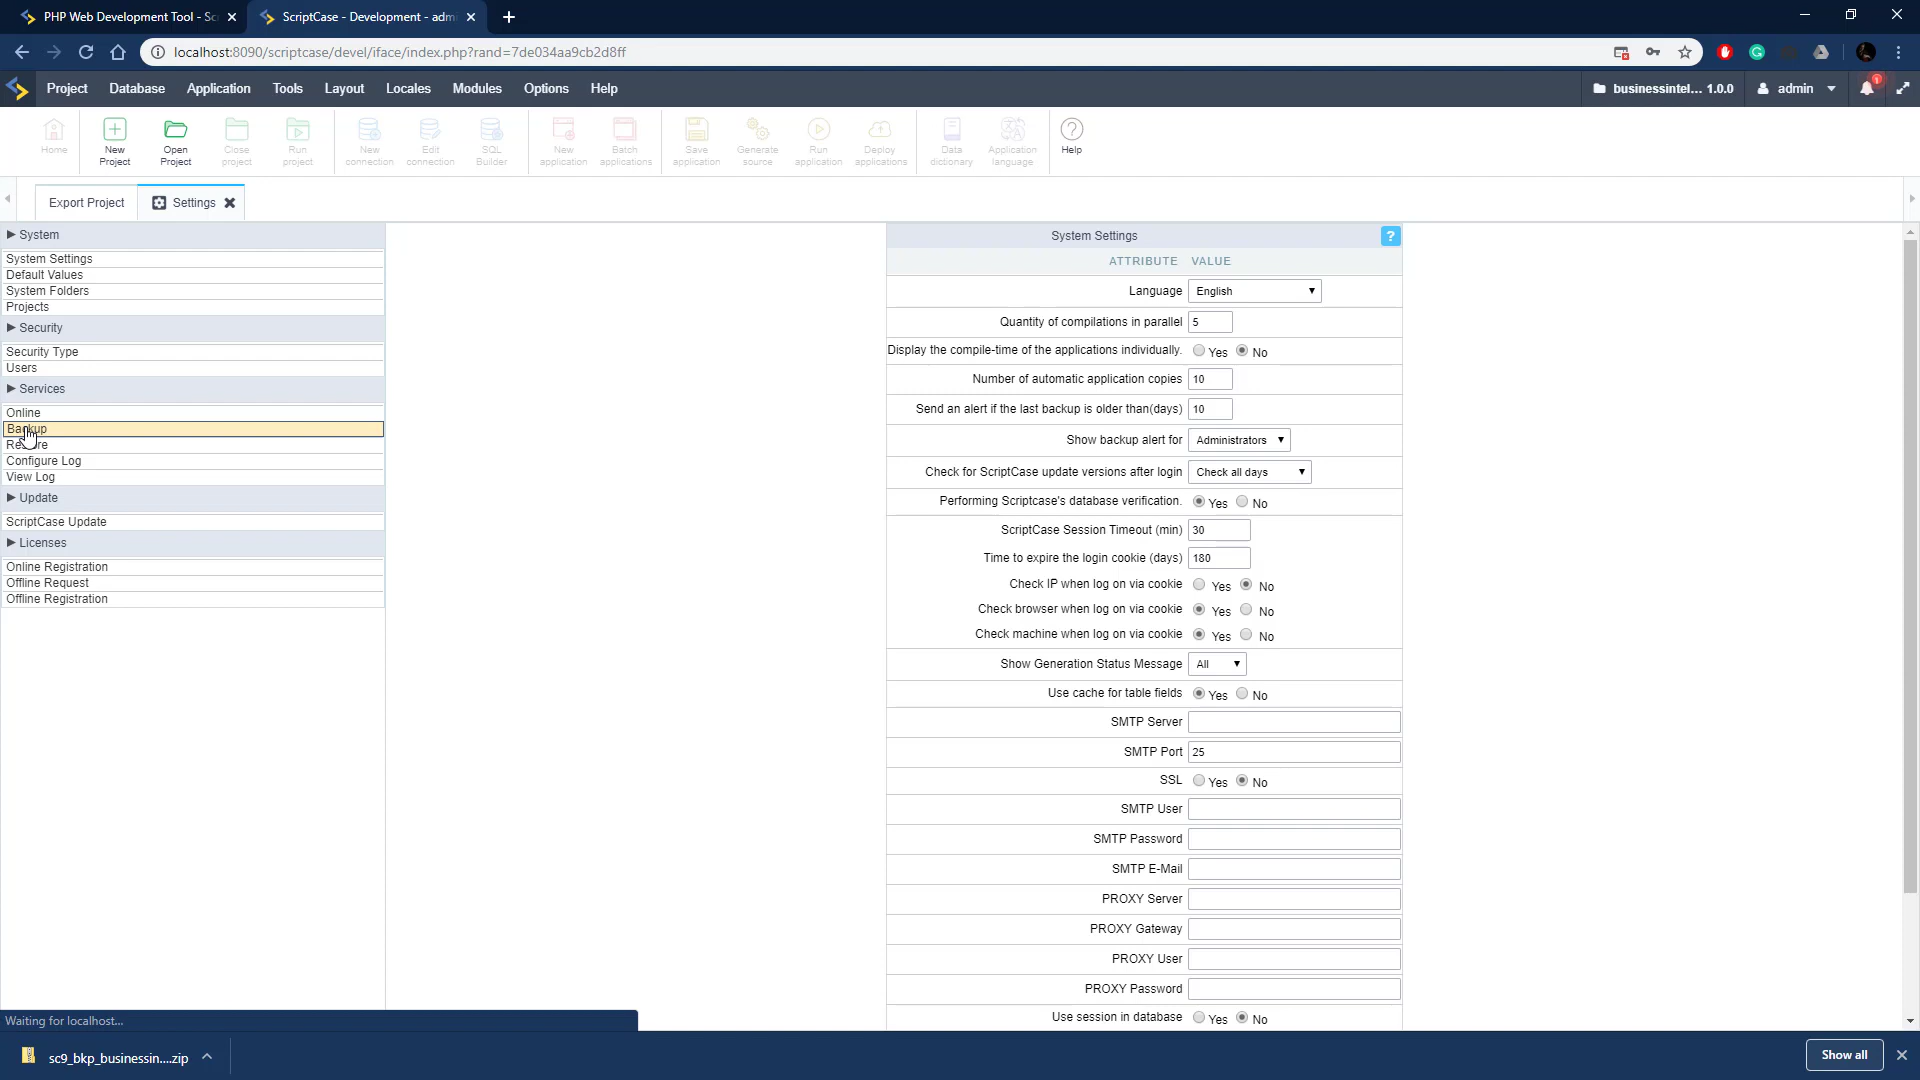 PHP Web Development Tool - Sc
ScriptCase - Development - adm
localhost:8090/scriptcase/devel/iface/index.php?rand=7de034aa9cb2d8ff
Project Database Application Tools Layout Locales Modules Options Help
businessintel... 1.0.0 admin 1
Home
New Project
Open Project
Close project
Run project
New connection
Edit connection
SQL Builder
New application
Batch applications
Save application
Generate source
Run application
Deploy applications
Data dictionary
Application language
Help
Export Project Settings
System
System Settings
Default Values
System Folders
Projects
Security
Security Type
Users
Services
Online
Backup
Restore
Configure Log
View Log
Update
ScriptCase Update
Licenses
Online Registration
Offline Request
Offline Registration
System Settings ?
ATTRIBUTE VALUE
Language English
Quantity of compilations in parallel 5
Display the compile-time of the applications individually. Yes No
Number of automatic application copies 10
Send an alert if the last backup is older than(days) 10
Show backup alert for Administrators
Check for ScriptCase update versions after login Check all days
Performing Scriptcase's database verification. Yes No
ScriptCase Session Timeout (min) 30
Time to expire the login cookie (days) 180
Check IP when log on via cookie Yes No
Check browser when log on via cookie Yes No
Check machine when log on via cookie Yes No
Show Generation Status Message All
Use cache for table fields Yes No
SMTP Server
SMTP Port 25
SSL Yes No
SMTP User
SMTP Password
SMTP E-Mail
PROXY Server
PROXY Gateway
PROXY User
PROXY Password
Use session in database Yes No
Waiting for localhost...
sc9_bkp_businessin....zip
Show all